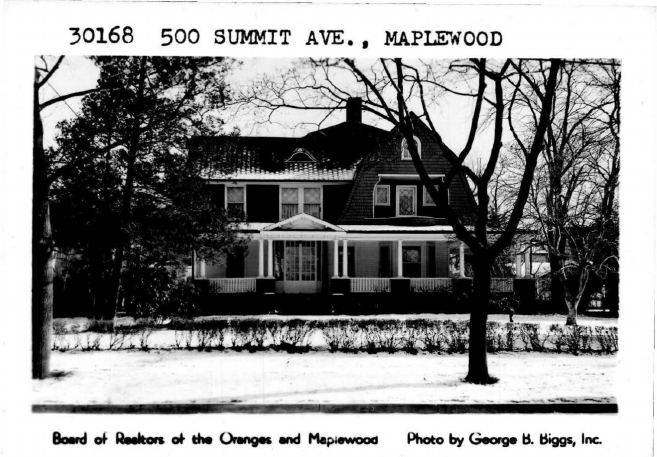 30168 500 SUMMIT AVE., MAPLEWOOD
Board of Realtors of the Oranges and Maplewood Photo by George B. Biggs, Inc.